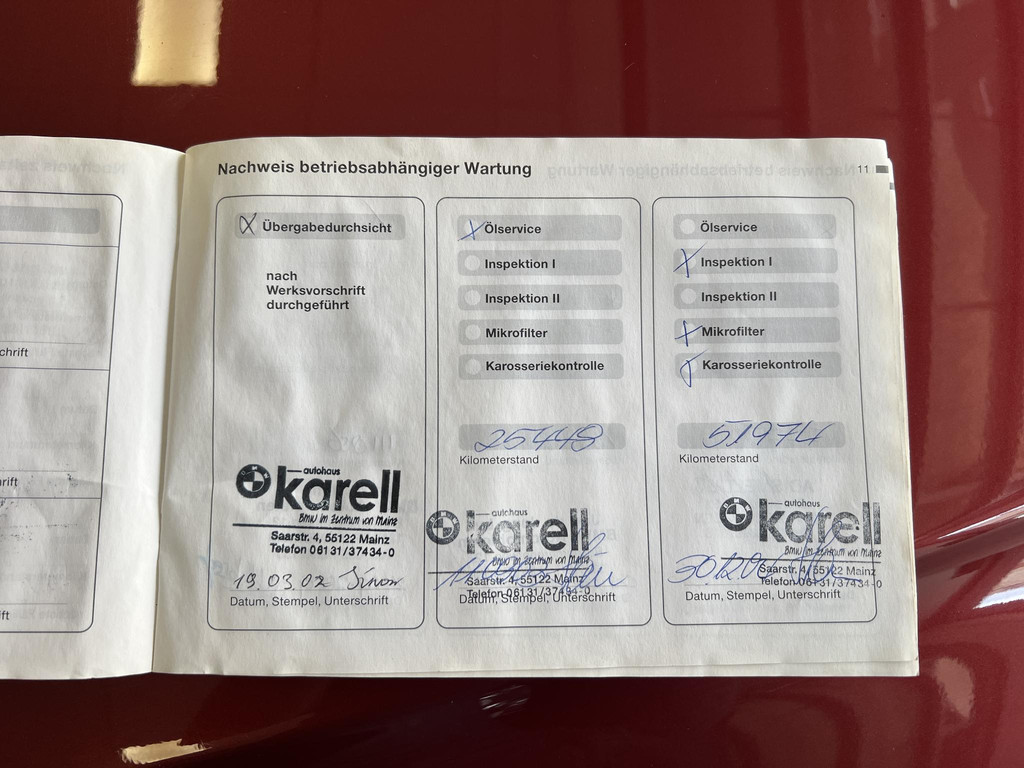 Nachweis betriebsabhängiger Wartung
11
Übergabedurchsicht
nach
Werksvorschrift
durchgeführt
autohaus
karell
BMW im Zentrum von Mainz
Saarstr. 4, 55122 Mainz
Telefon 06131/37434-0
19.03.02
Datum, Stempel, Unterschrift
Ölservice
Inspektion I
Inspektion II
Mikrofilter
Karosseriekontrolle
25448
Kilometerstand
autohaus
karell
BMW im Zentrum von Mainz
Saarstr. 4, 55122 Mainz
Telefon 06131/37434-0
Datum, Stempel, Unterschrift
Ölservice
Inspektion I
Inspektion II
Mikrofilter
Karosseriekontrolle
51974
Kilometerstand
autohaus
karell
BMW im Zentrum von Mainz
Saarstr. 4, 55122 Mainz
Telefon 06131/37434-0
Datum, Stempel, Unterschrift
chrift
rift
ft